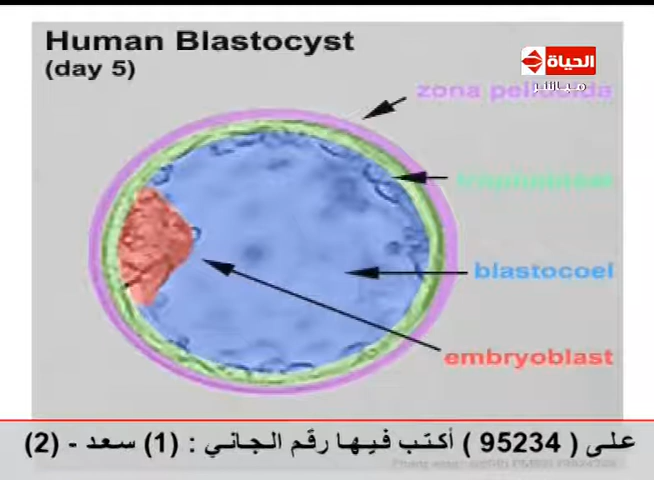 Human Blastocyst
(day 5)
الحياة
مباشر
zona pellucida
trophoblast
blastocoel
embryoblast
على ( 95234 ) أكتب فيها رقم الجاني : (1) سعد - (2)